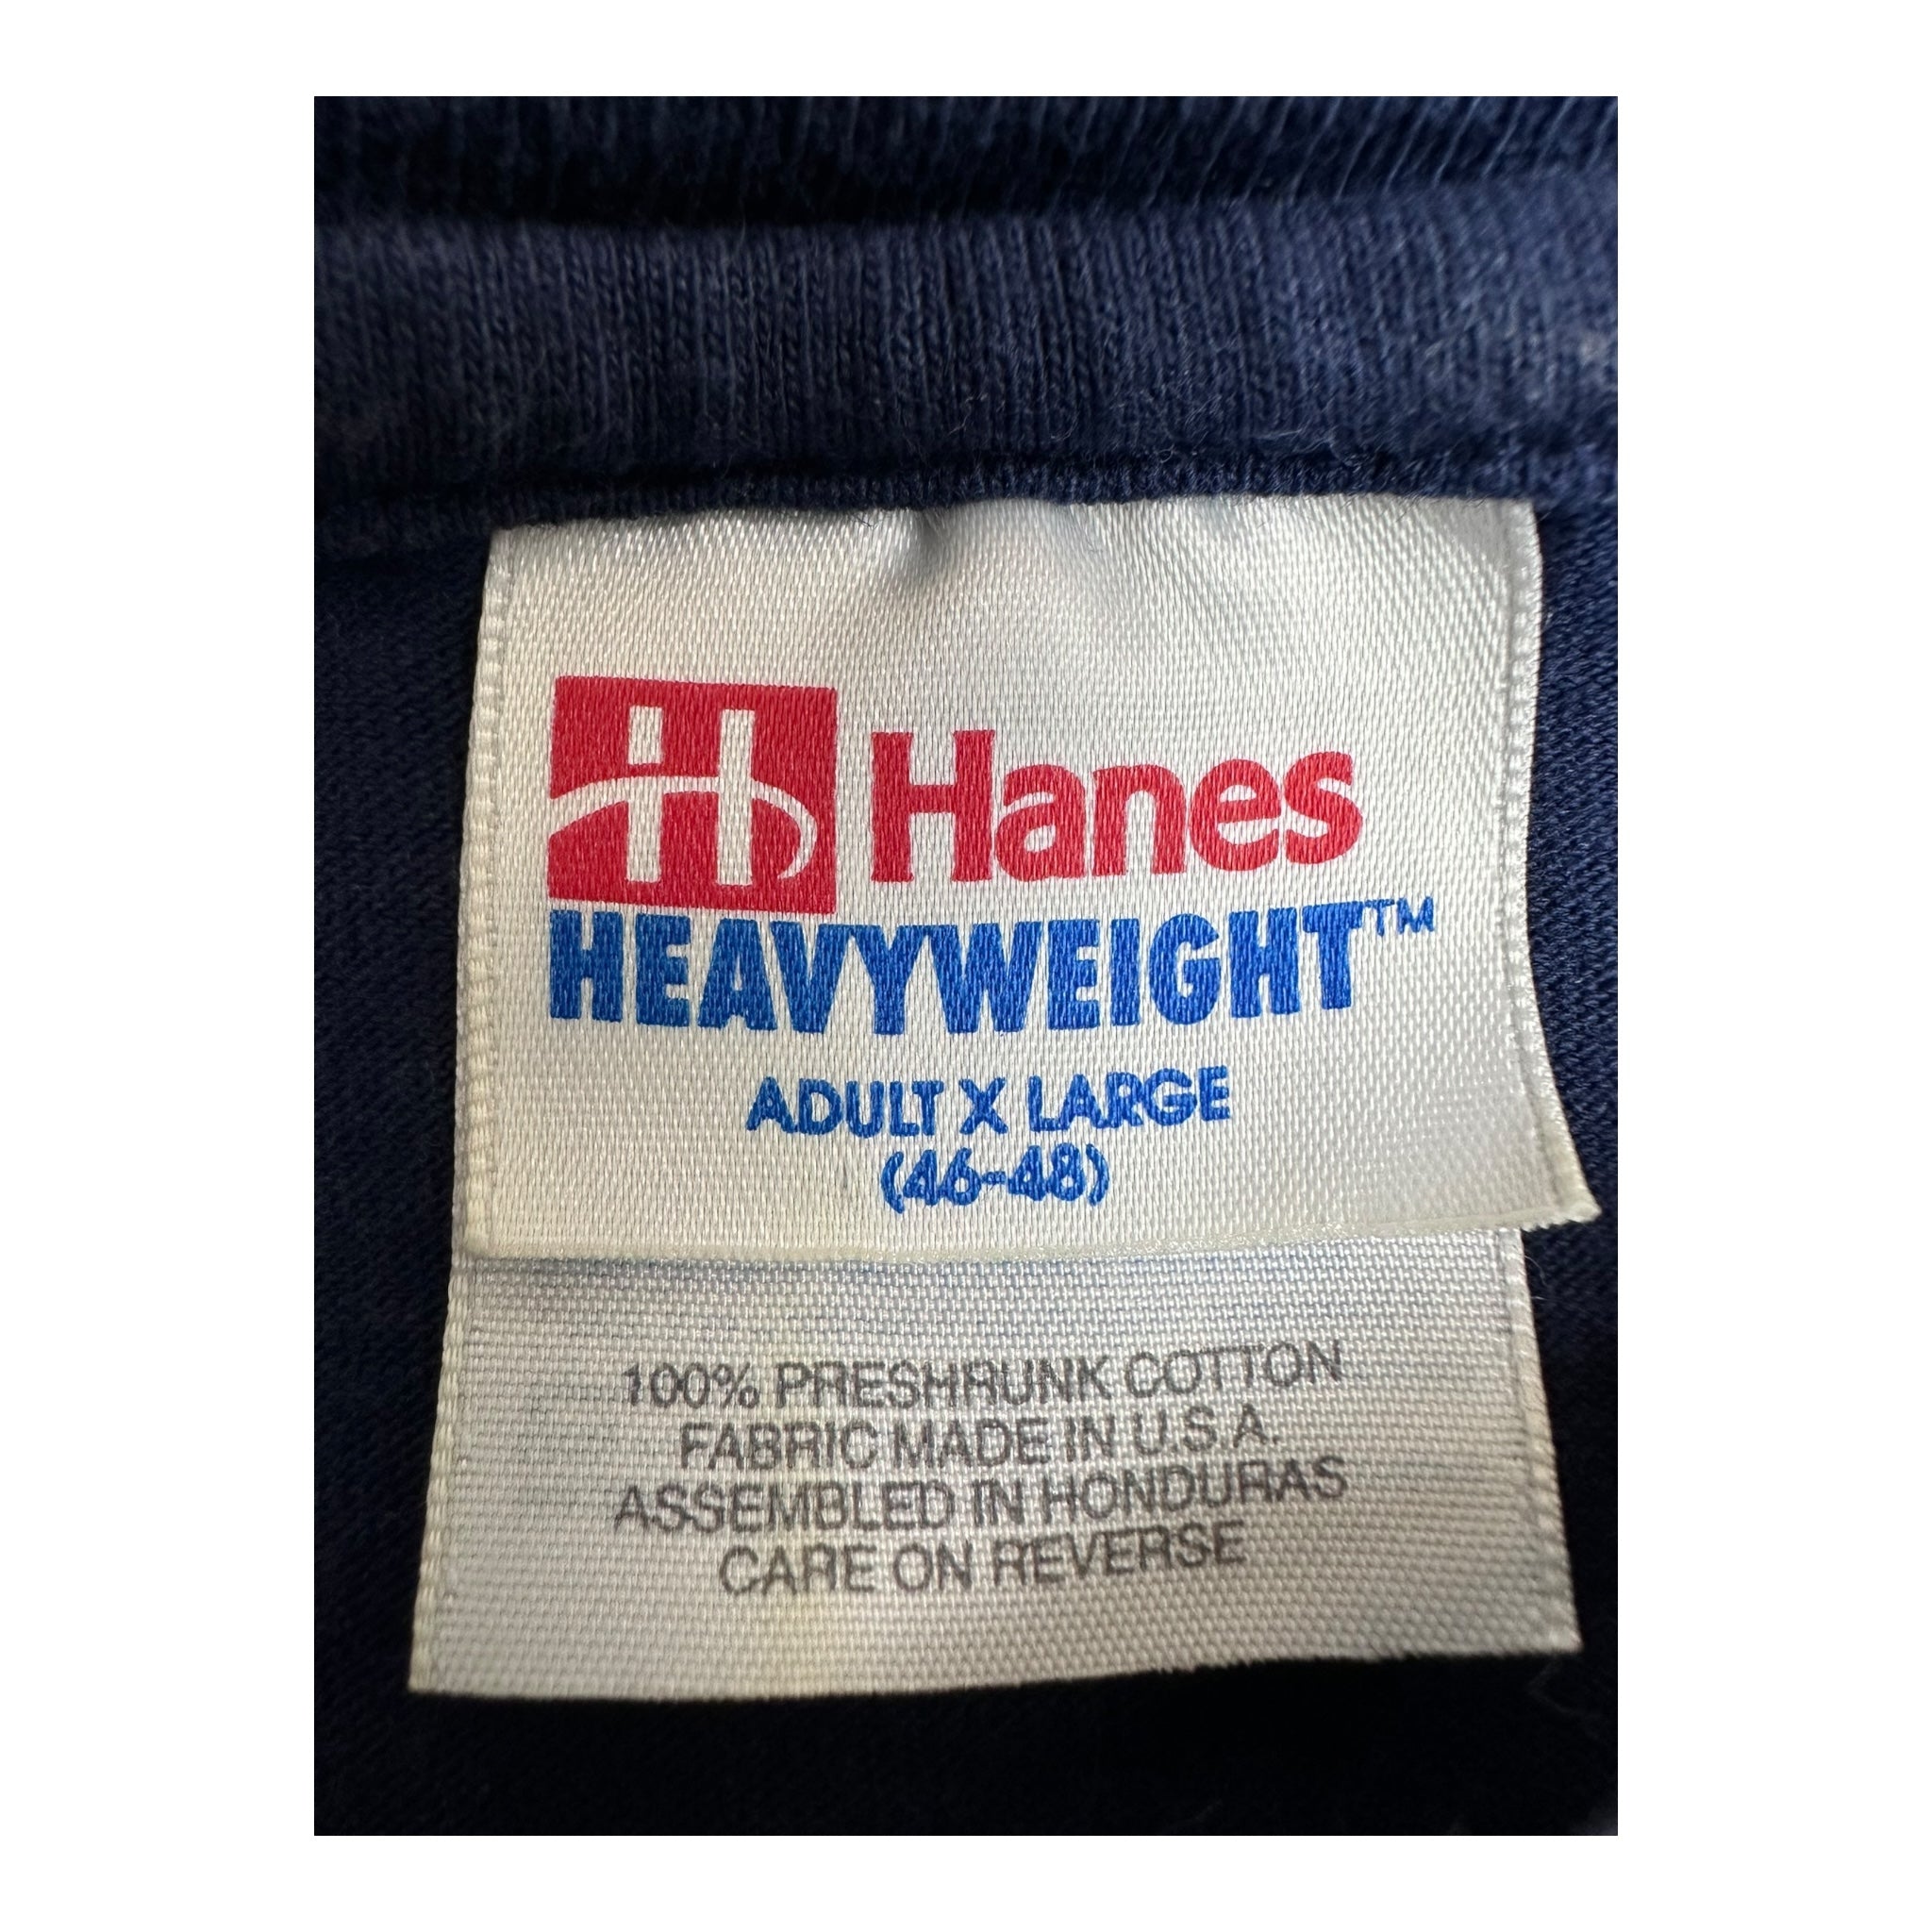 H Hanes
HEAVYWEIGHT™
ADULT X LARGE
(46-48)
100% PRESHRUNK COTTON
FABRIC MADE IN U.S.A.
ASSEMBLED IN HONDURAS
CARE ON REVERSE